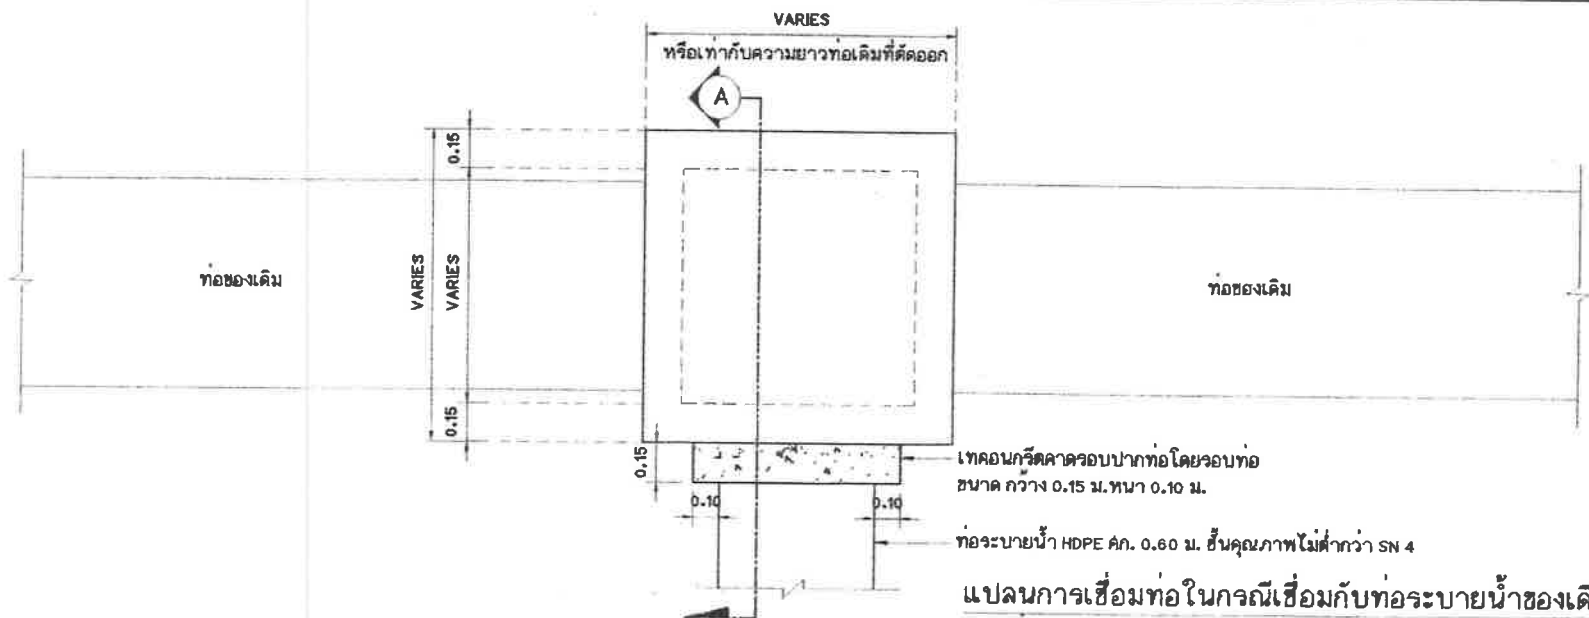 VARIES
หรือเท่ากับความยาวท่อเดิมที่ตัดออก
A
0.15
VARIES
VARIES
0.15
ท่อของเดิม
ท่อของเดิม
0.15
0.10
0.10
เทคอนกรีตคาดรอบปากท่อโดยรอบท่อ
ขนาด กว้าง 0.15 ม.หนา 0.10 ม.
ท่อระบายน้ำ HDPE ศก. 0.60 ม. ชั้นคุณภาพไม่ต่ำกว่า SN 4
แปลนการเชื่อมท่อในกรณีเชื่อมกับท่อระบายน้ำของเดิ